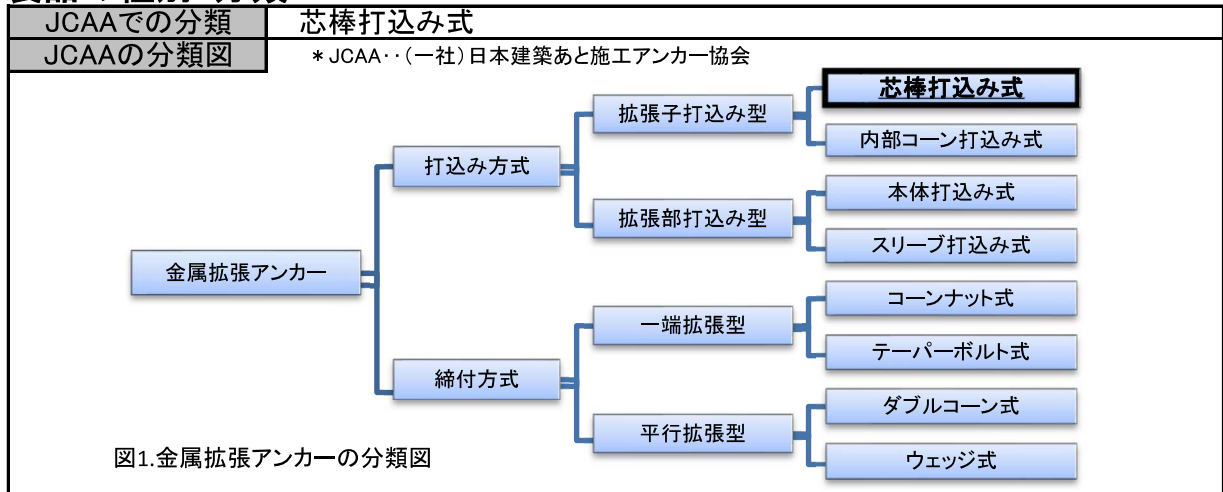 JCAAでの分類
芯棒打込み式
JCAAの分類図
＊JCAA‥（一社）日本建築あと施工アンカー協会
芯棒打込み式
拡張子打込み型
内部コーン打込み式
打込み方式
本体打込み式
拡張部打込み型
スリーブ打込み式
金属拡張アンカー
コーンナット式
一端拡張型
テーパーボルト式
締付方式
ダブルコーン式
平行拡張型
ウェッジ式
図1.金属拡張アンカーの分類図